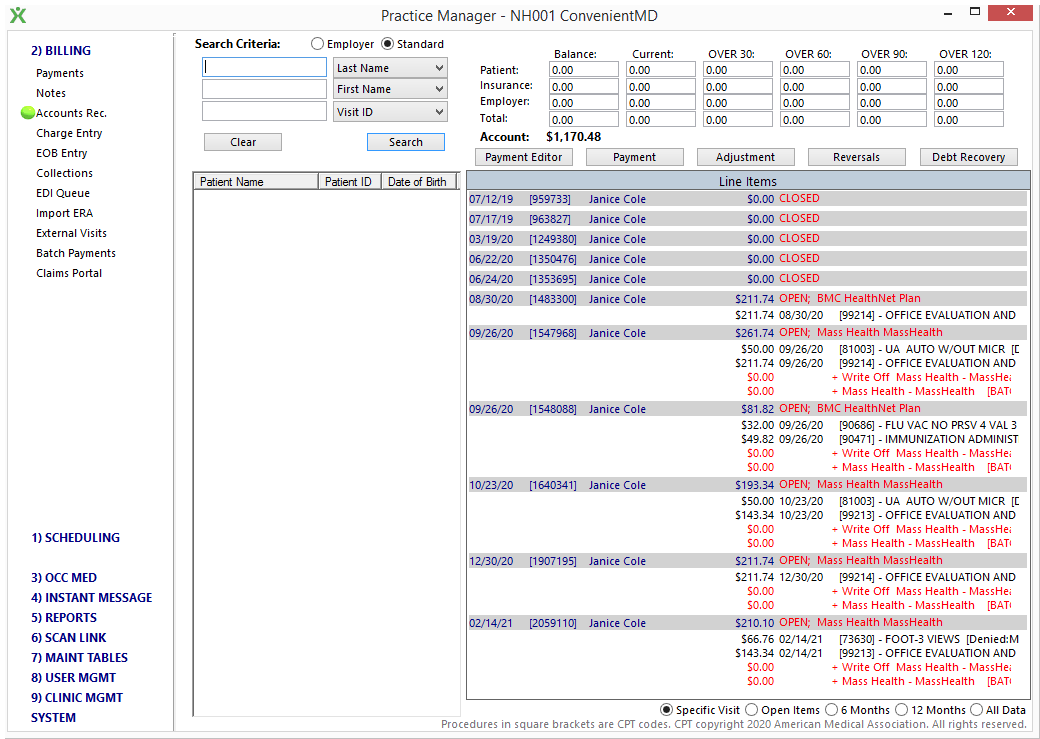 Practice Manager - NH001 ConvenientMD
2) BILLING
Payments
Notes
Accounts Rec.
Charge Entry
EOB Entry
Collections
EDI Queue
Import ERA
External Visits
Batch Payments
Claims Portal
1) SCHEDULING
3) OCC MED
4) INSTANT MESSAGE
5) REPORTS
6) SCAN LINK
7) MAINT TABLES
8) USER MGMT
9) CLINIC MGMT
SYSTEM
Search Criteria: Employer Standard
Last Name
First Name
Visit ID
Clear Search
Patient Name Patient ID Date of Birth
Balance: Current: OVER 30: OVER 60: OVER 90: OVER 120:
Patient: 0.00 0.00 0.00 0.00 0.00 0.00
Insurance: 0.00 0.00 0.00 0.00 0.00 0.00
Employer: 0.00 0.00 0.00 0.00 0.00 0.00
Total: 0.00 0.00 0.00 0.00 0.00 0.00
Account: $1,170.48
Payment Editor Payment Adjustment Reversals Debt Recovery
Line Items
07/12/19 [959733] Janice Cole $0.00 CLOSED
07/17/19 [963827] Janice Cole $0.00 CLOSED
03/19/20 [1249380] Janice Cole $0.00 CLOSED
06/22/20 [1350476] Janice Cole $0.00 CLOSED
06/24/20 [1353695] Janice Cole $0.00 CLOSED
08/30/20 [1483300] Janice Cole $211.74 OPEN; BMC HealthNet Plan
$211.74 08/30/20 [99214] - OFFICE EVALUATION AND
09/26/20 [1547968] Janice Cole $261.74 OPEN; Mass Health MassHealth
$50.00 09/26/20 [81003] - UA AUTO W/OUT MICR [D
$211.74 09/26/20 [99214] - OFFICE EVALUATION AND
$0.00 + Write Off Mass Health - MassHea
$0.00 + Mass Health - MassHealth [BAT
09/26/20 [1548088] Janice Cole $81.82 OPEN; BMC HealthNet Plan
$32.00 09/26/20 [90686] - FLU VAC NO PRSV 4 VAL 3
$49.82 09/26/20 [90471] - IMMUNIZATION ADMINIST
$0.00 + Write Off Mass Health - MassHea
$0.00 + Mass Health - MassHealth [BAT
10/23/20 [1640341] Janice Cole $193.34 OPEN; Mass Health MassHealth
$50.00 10/23/20 [81003] - UA AUTO W/OUT MICR [D
$143.34 10/23/20 [99213] - OFFICE EVALUATION AND
$0.00 + Write Off Mass Health - MassHea
$0.00 + Mass Health - MassHealth [BAT
12/30/20 [1907195] Janice Cole $211.74 OPEN; Mass Health MassHealth
$211.74 12/30/20 [99214] - OFFICE EVALUATION AND
$0.00 + Write Off Mass Health - MassHea
$0.00 + Mass Health - MassHealth [BAT
02/14/21 [2059110] Janice Cole $210.10 OPEN; Mass Health MassHealth
$66.76 02/14/21 [73630] - FOOT-3 VIEWS [Denied:M
$143.34 02/14/21 [99213] - OFFICE EVALUATION AND
$0.00 + Write Off Mass Health - MassHea
$0.00 + Mass Health - MassHealth [BAT
Specific Visit Open Items 6 Months 12 Months All Data
Procedures in square brackets are CPT codes. CPT copyright 2020 American Medical Association. All rights reserved.